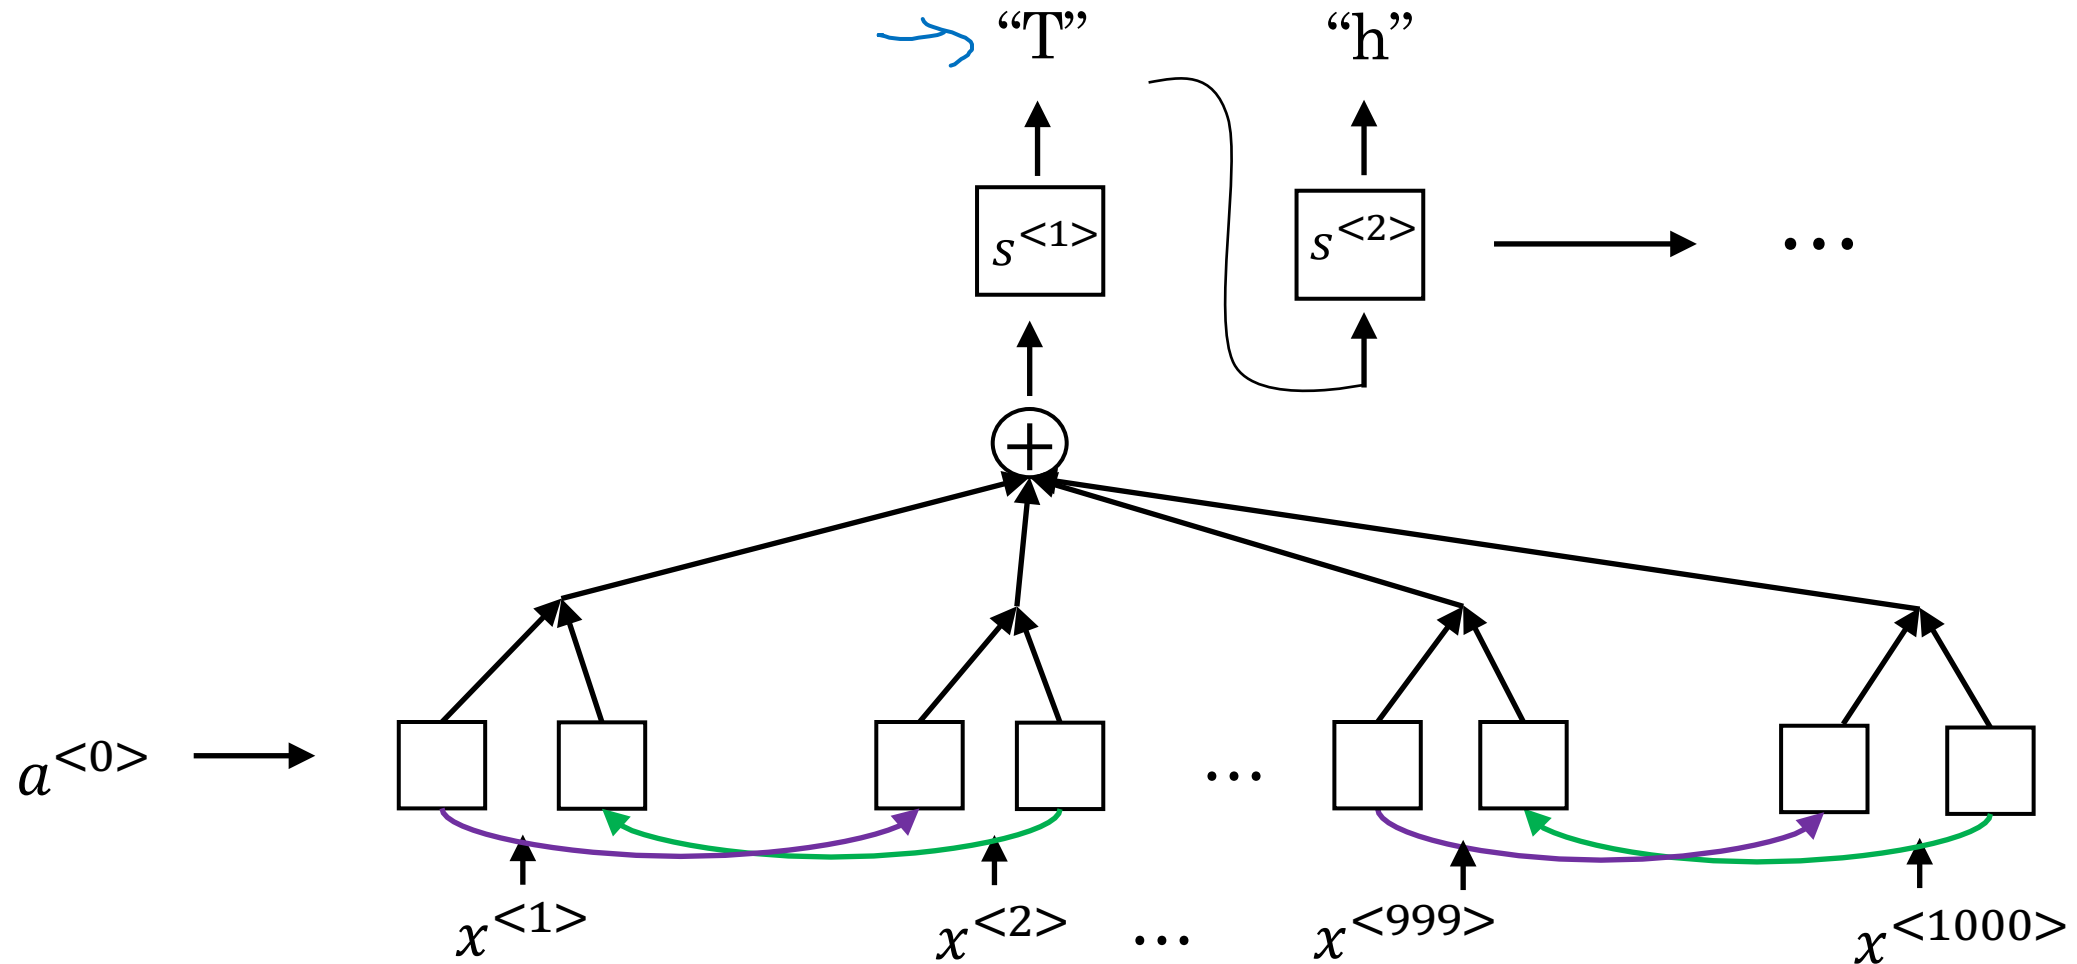 “T” “h”
s<1> s<2> ...
+
a<0> ...
x<1> x<2> ... x<999> x<1000>